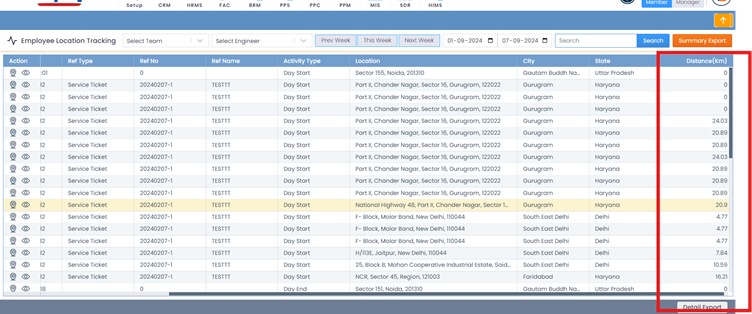 Setup CRM HRMS FAC BRM PPS PPC PPM MIS SDR HIMS Member Manager
Employee Location Tracking Select Team Select Engineer Prev Week This Week Next Week 01-09-2024 07-09-2024 Search Search Summary Export
Action Ref Type Ref No Ref Name Activity Type Location City State Distance(Km)
:01 0 Day Start Sector 155, Noida, 201310 Gautam Buddh Na... Uttar Pradesh 0
12 Service Ticket 20240207-1 TESTTT Day Start Part II, Chander Nagar, Sector 16, Gurugram, 122022 Gurugram Haryana 0
12 Service Ticket 20240207-1 TESTTT Day Start Part II, Chander Nagar, Sector 16, Gurugram, 122022 Gurugram Haryana 0
12 Service Ticket 20240207-1 TESTTT Day Start Part II, Chander Nagar, Sector 16, Gurugram, 122022 Gurugram Haryana 0
12 Service Ticket 20240207-1 TESTTT Day Start Part II, Chander Nagar, Sector 16, Gurugram, 122022 Gurugram Haryana 24.03
12 Service Ticket 20240207-1 TESTTT Day Start Part II, Chander Nagar, Sector 16, Gurugram, 122022 Gurugram Haryana 20.89
12 Service Ticket 20240207-1 TESTTT Day Start Part II, Chander Nagar, Sector 16, Gurugram, 122022 Gurugram Haryana 20.89
12 Service Ticket 20240207-1 TESTTT Day Start Part II, Chander Nagar, Sector 16, Gurugram, 122022 Gurugram Haryana 24.03
12 Service Ticket 20240207-1 TESTTT Day Start Part II, Chander Nagar, Sector 16, Gurugram, 122022 Gurugram Haryana 20.89
12 Service Ticket 20240207-1 TESTTT Day Start Part II, Chander Nagar, Sector 16, Gurugram, 122022 Gurugram Haryana 20.89
12 Service Ticket 20240207-1 TESTTT Day Start Part II, Chander Nagar, Sector 16, Gurugram, 122022 Gurugram Haryana 20.89
12 Service Ticket 20240207-1 TESTTT Day Start National Highway 48, Part II, Chander Nagar, Sector 1... Gurugram Haryana 20.9
12 Service Ticket 20240207-1 TESTTT Day Start F- Block, Molar Band, New Delhi, 110044 South East Delhi Delhi 4.77
12 Service Ticket 20240207-1 TESTTT Day Start F- Block, Molar Band, New Delhi, 110044 South East Delhi Delhi 4.77
12 Service Ticket 20240207-1 TESTTT Day Start F- Block, Molar Band, New Delhi, 110044 South East Delhi Delhi 4.77
12 Service Ticket 20240207-1 TESTTT Day Start H/113E, Jaitpur, New Delhi, 110044 South East Delhi Delhi 7.84
12 Service Ticket 20240207-1 TESTTT Day Start 25, Block B, Mohan Cooperative Industrial Estate, Said... South East Delhi Delhi 10.59
12 Service Ticket 20240207-1 TESTTT Day Start NCR, Sector 45, Region, 121003 Faridabad Haryana 16.21
18 0 Day End Sector 151, Noida, 201310 Gautam Buddh Na... Uttar Pradesh 0
Detail Export